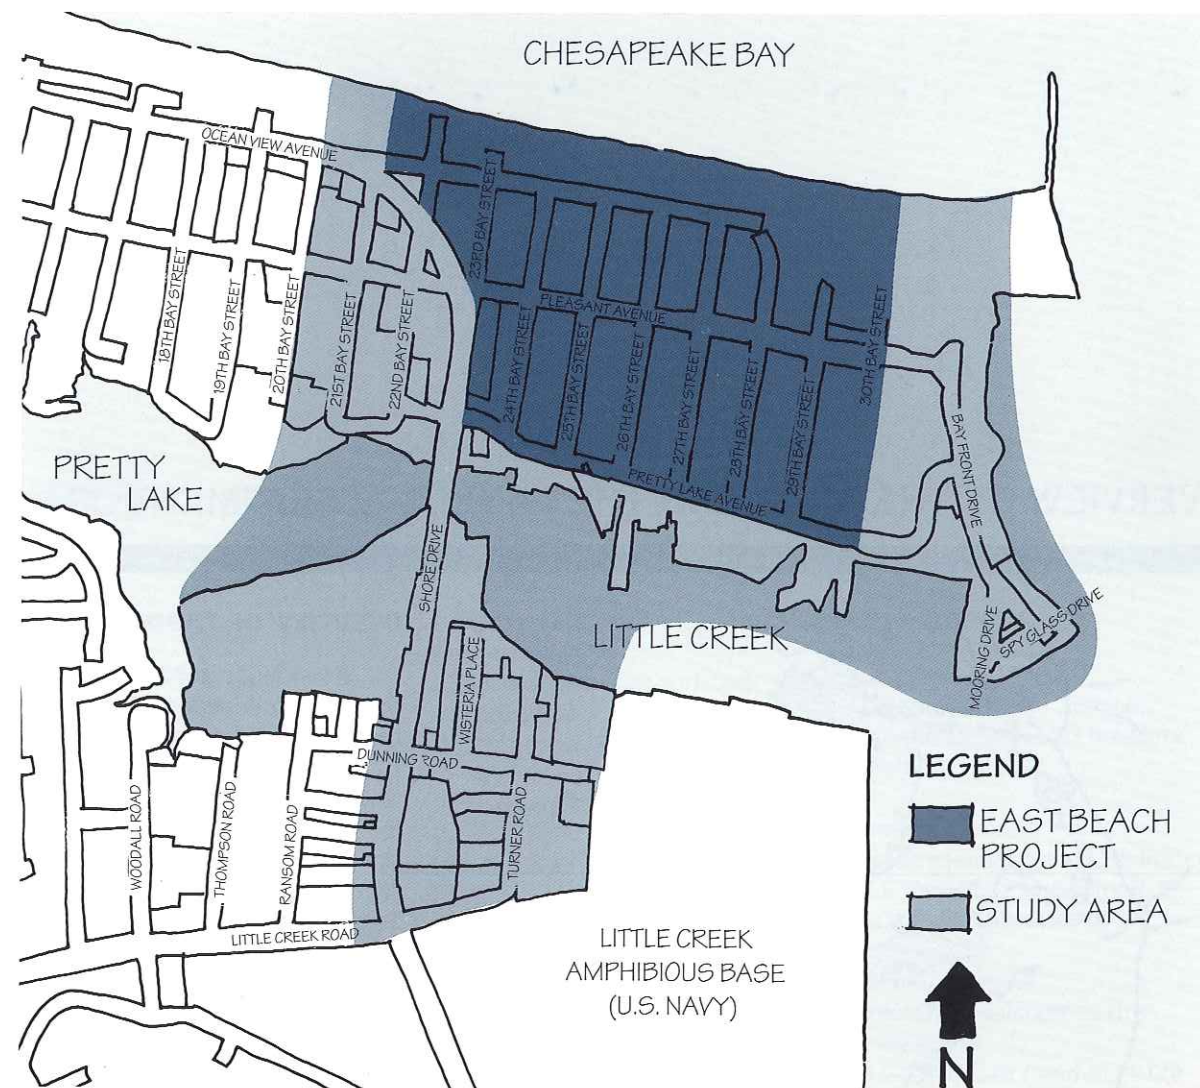 CHESAPEAKE BAY
OCEAN VIEW AVENUE
23RD BAY STREET
PLEASANT AVENUE
18TH BAY STREET
19TH BAY STREET
20TH BAY STREET
21ST BAY STREET
22ND BAY STREET
24TH BAY STREET
25TH BAY STREET
26TH BAY STREET
27TH BAY STREET
28TH BAY STREET
29TH BAY STREET
30TH BAY STREET
BAY FRONT DRIVE
PRETTY
LAKE
PRETTY LAKE AVENUE
SHORE DRIVE
LITTLE CREEK
MOORING DRIVE
SPY GLASS DRIVE
WISTERIA PLACE
DUNNING ROAD
WOODALL ROAD
THOMPSON ROAD
RANSOM ROAD
TURNER ROAD
LITTLE CREEK ROAD
LITTLE CREEK
AMPHIBIOUS BASE
(U.S. NAVY)
LEGEND
EAST BEACH
PROJECT
STUDY AREA
N